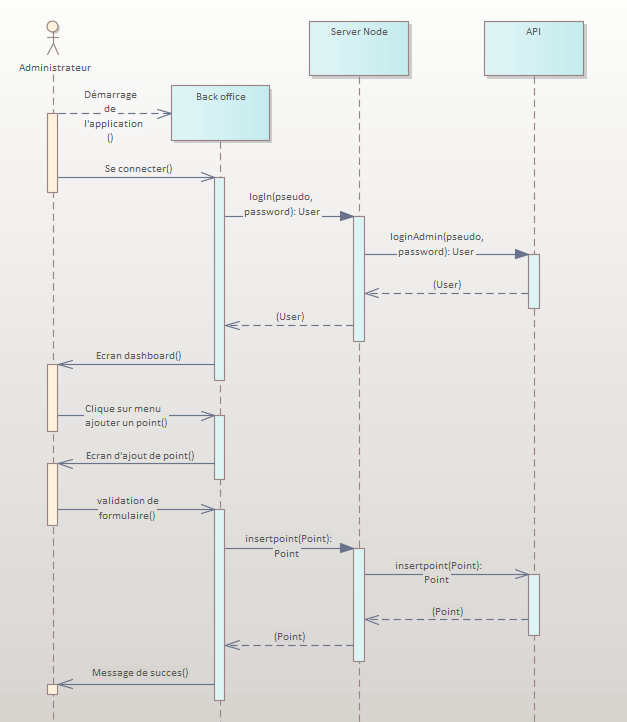 Server Node
API
Administrateur
Démarrage
de
l'application
()
Back office
Se connecter()
logIn(pseudo,
password): User
loginAdmin(pseudo,
password): User
(User)
(User)
Ecran dashboard()
Clique sur menu
ajouter un point()
Ecran d'ajout de point()
validation de
formulaire()
insertpoint(Point):
Point
insertpoint(Point):
Point
(Point)
(Point)
Message de succes()